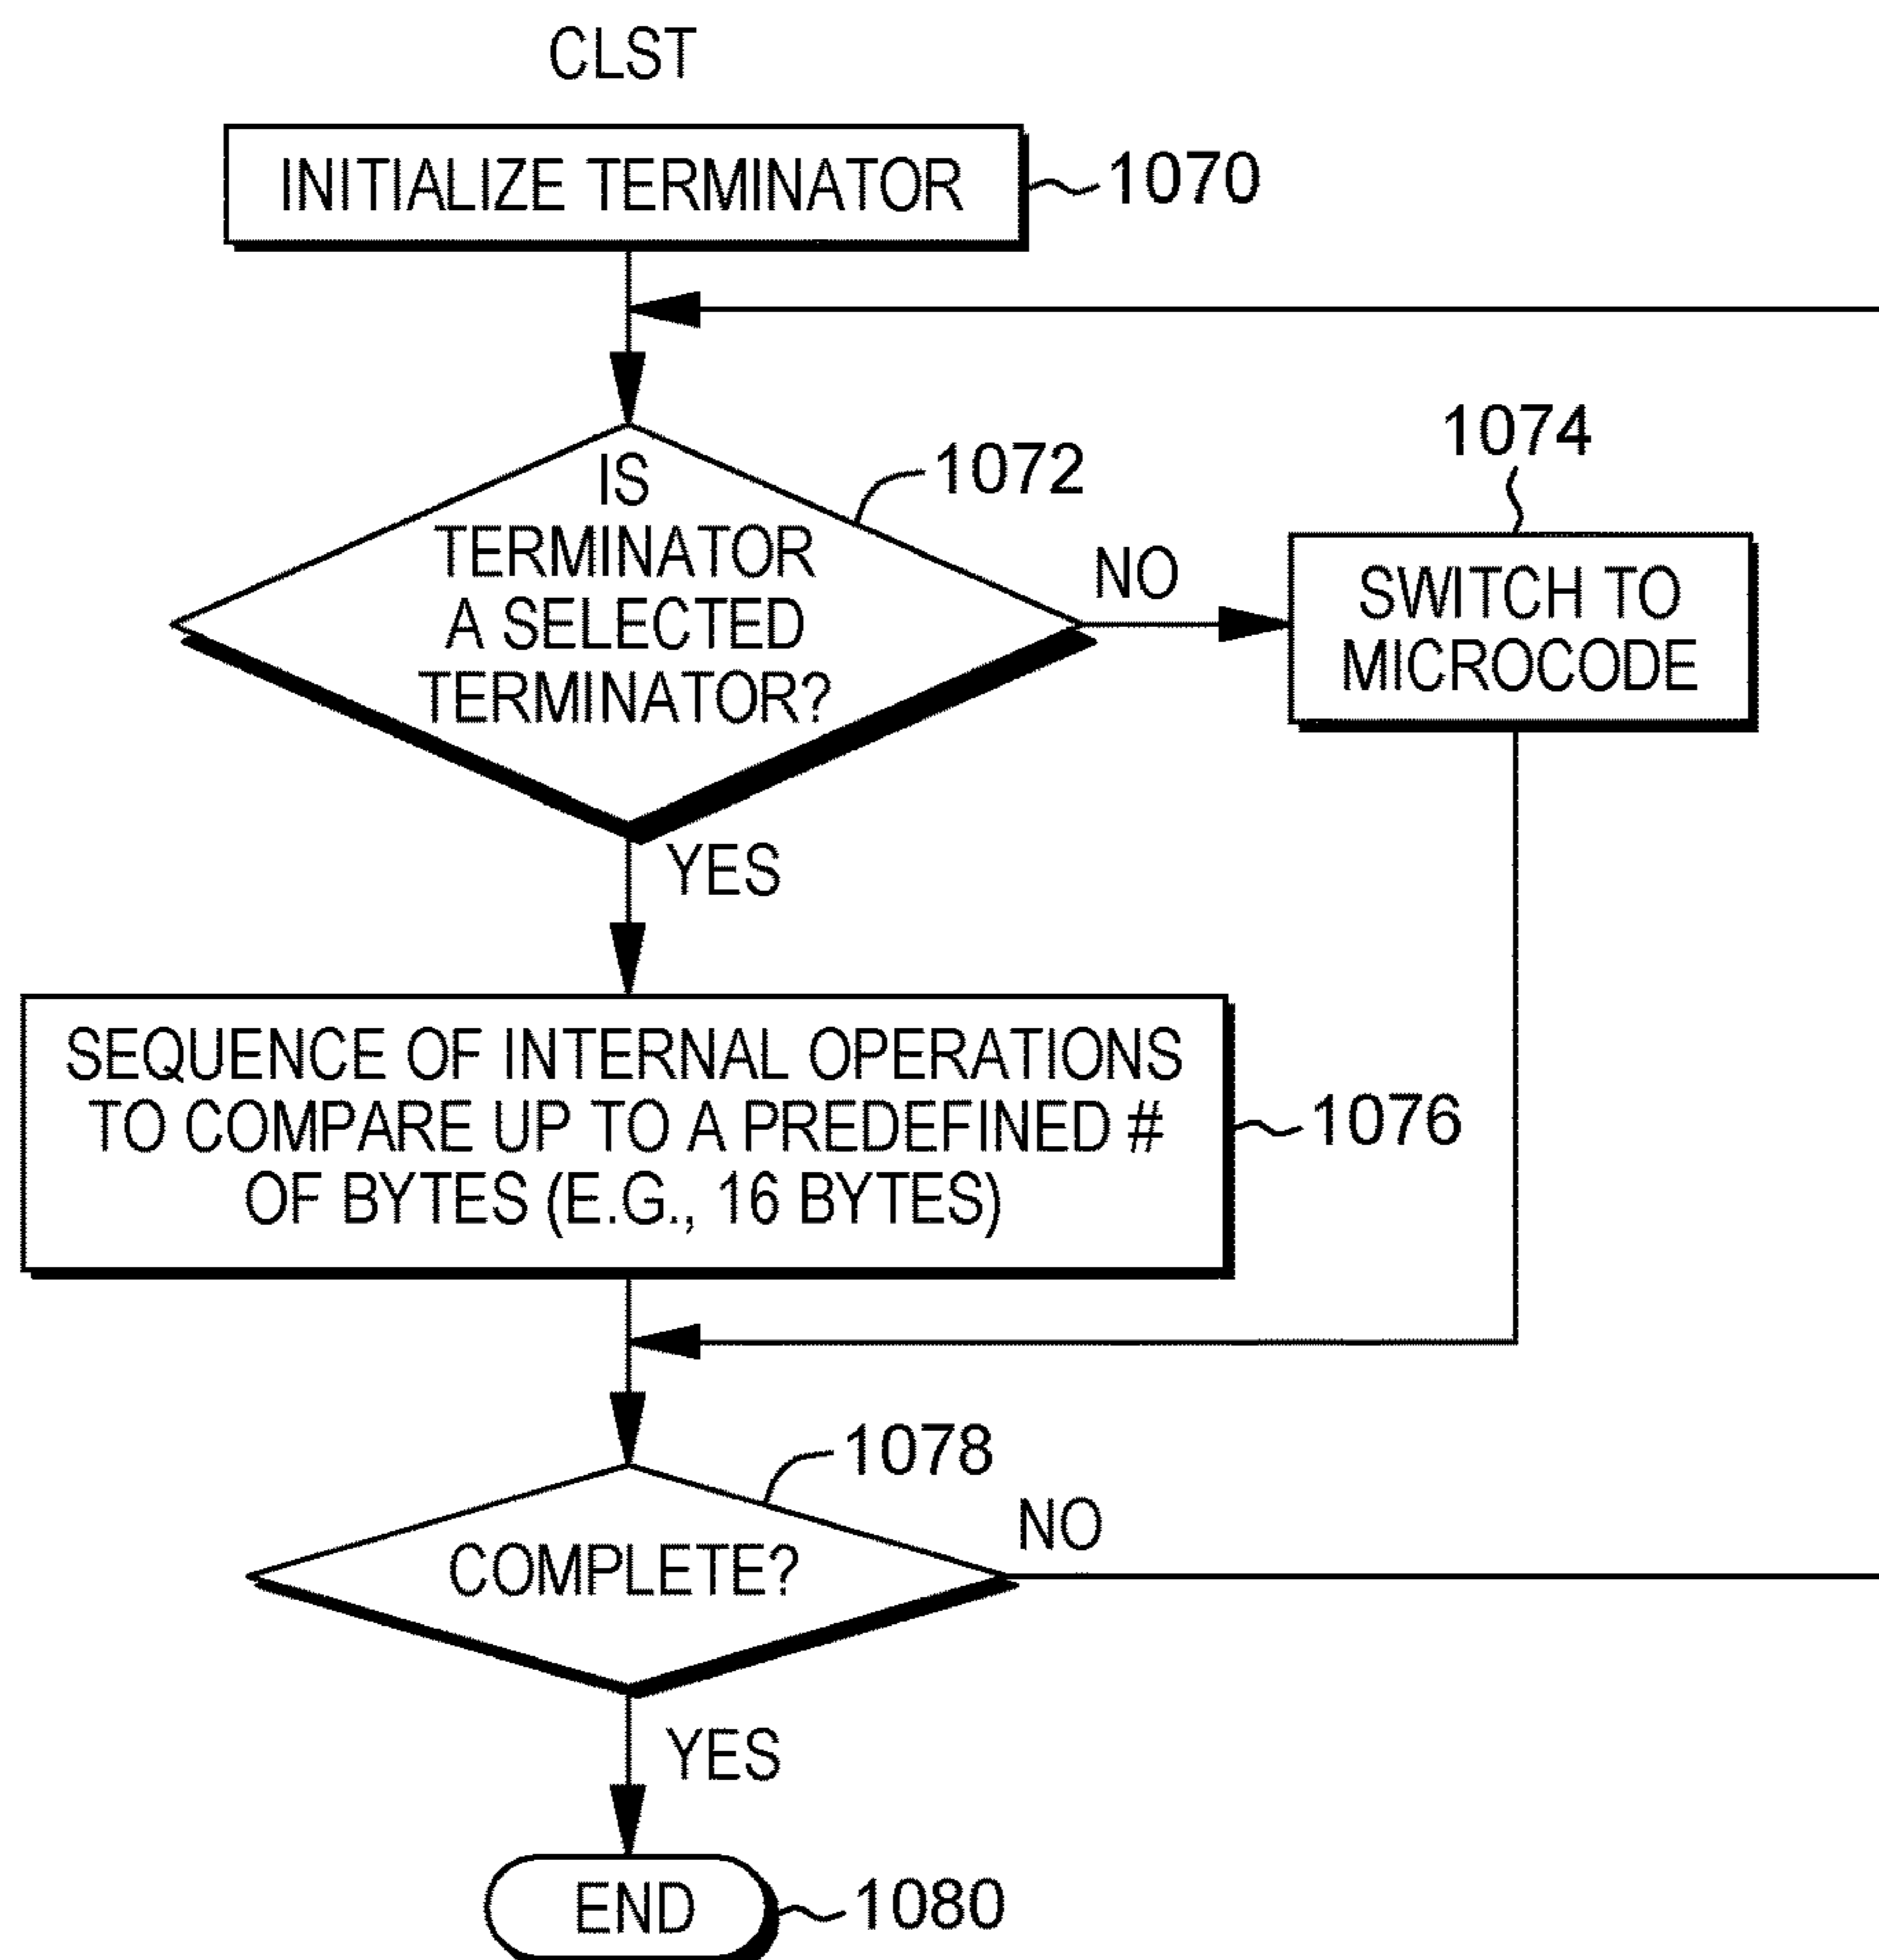 CLST
INITIALIZE TERMINATOR
1070
IS
TERMINATOR
A SELECTED
TERMINATOR?
1072
NO
1074
SWITCH TO
MICROCODE
YES
SEQUENCE OF INTERNAL OPERATIONS
TO COMPARE UP TO A PREDEFINED #
OF BYTES (E.G., 16 BYTES)
1076
1078
COMPLETE?
NO
YES
END
1080